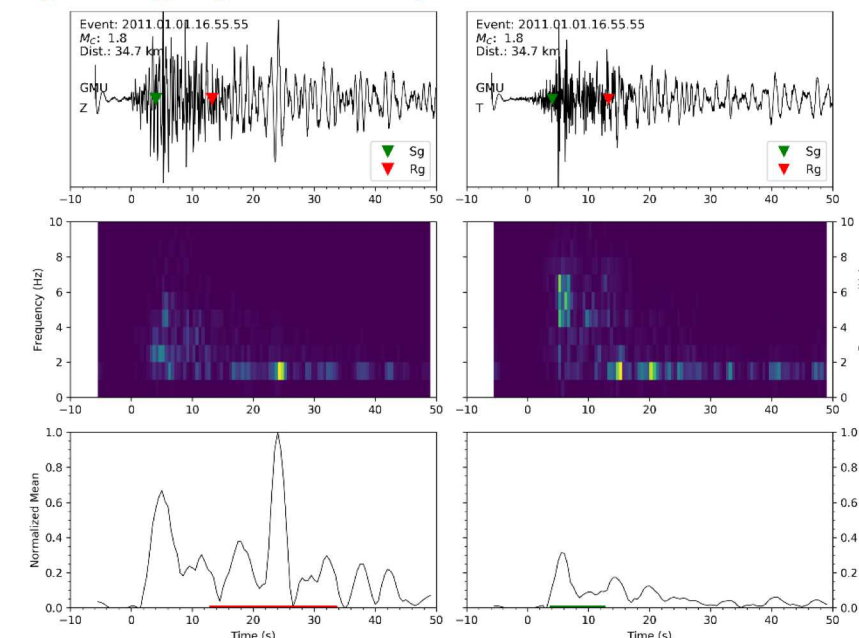 Event: 2011.01.01.16.55.55
M_C: 1.8
Dist.: 34.7 km
GMU
Z
Sg
Rg
−10 0 10 20 30 40 50
Event: 2011.01.01.16.55.55
M_C: 1.8
Dist.: 34.7 km
GMU
T
Sg
Rg
−10 0 10 20 30 40 50
Frequency (Hz)
10
8
6
4
2
0
−10 0 10 20 30 40 50
10
8
6
4
2
0
−10 0 10 20 30 40 50
Normalized Mean
1.0
0.8
0.6
0.4
0.2
0.0
−10 0 10 20 30 40 50
Time (s)
1.0
0.8
0.6
0.4
0.2
0.0
−10 0 10 20 30 40 50
Time (s)